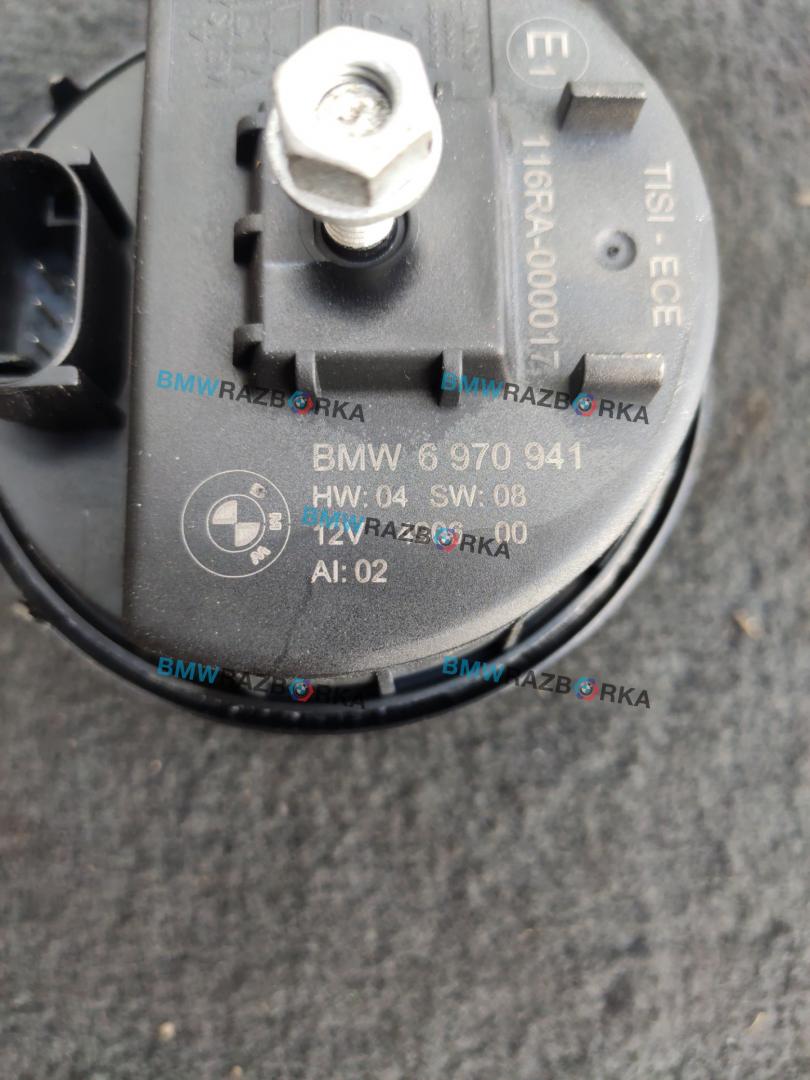 E1
116RA-000017
TISI - ECE
BMW 6 970 941
HW: 04 SW: 08
12V 00
AI: 02
BMW
BMWRAZBORKA
BMWRAZBORKA
BMWRAZBORKA
BMWRAZBORKA
BMWRAZBORKA